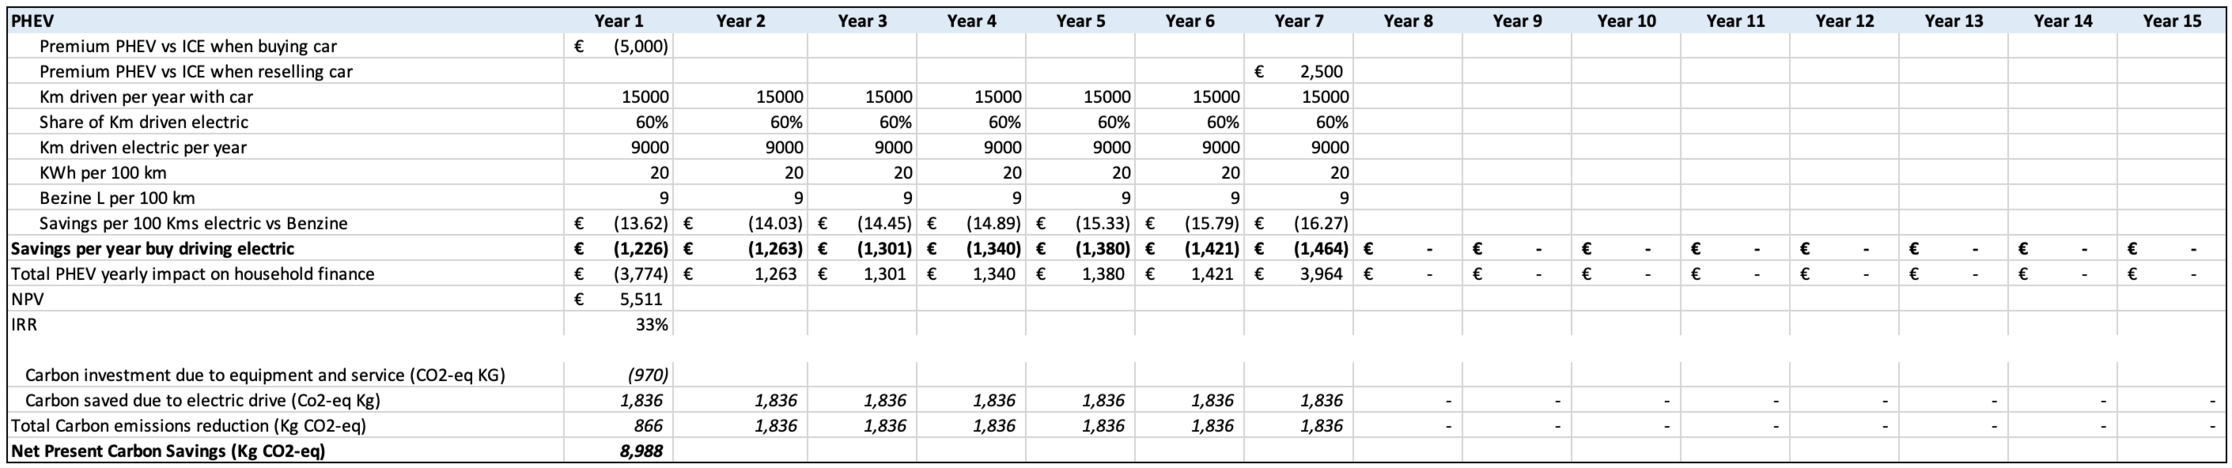 PHEV Year 1 Year 2 Year 3 Year 4 Year 5 Year 6 Year 7 Year 8 Year 9 Year 10 Year 11 Year 12 Year 13 Year 14 Year 15
Premium PHEV vs ICE when buying car € (5,000)
Premium PHEV vs ICE when reselling car € 2,500
Km driven per year with car 15000 15000 15000 15000 15000 15000 15000
Share of Km driven electric 60% 60% 60% 60% 60% 60% 60%
Km driven electric per year 9000 9000 9000 9000 9000 9000 9000
KWh per 100 km 20 20 20 20 20 20 20
Bezine L per 100 km 9 9 9 9 9 9 9
Savings per 100 Kms electric vs Benzine € (13.62) € (14.03) € (14.45) € (14.89) € (15.33) € (15.79) € (16.27)
Savings per year buy driving electric € (1,226) € (1,263) € (1,301) € (1,340) € (1,380) € (1,421) € (1,464) € - € - € - € - € - € - € - € -
Total PHEV yearly impact on household finance € (3,774) € 1,263 € 1,301 € 1,340 € 1,380 € 1,421 € 3,964 € - € - € - € - € - € - € - € -
NPV € 5,511
IRR 33%
Carbon investment due to equipment and service (CO2-eq KG) (970)
Carbon saved due to electric drive (Co2-eq Kg) 1,836 1,836 1,836 1,836 1,836 1,836 1,836 - - - - - - - -
Total Carbon emissions reduction (Kg CO2-eq) 866 1,836 1,836 1,836 1,836 1,836 1,836 - - - - - - - -
Net Present Carbon Savings (Kg CO2-eq) 8,988